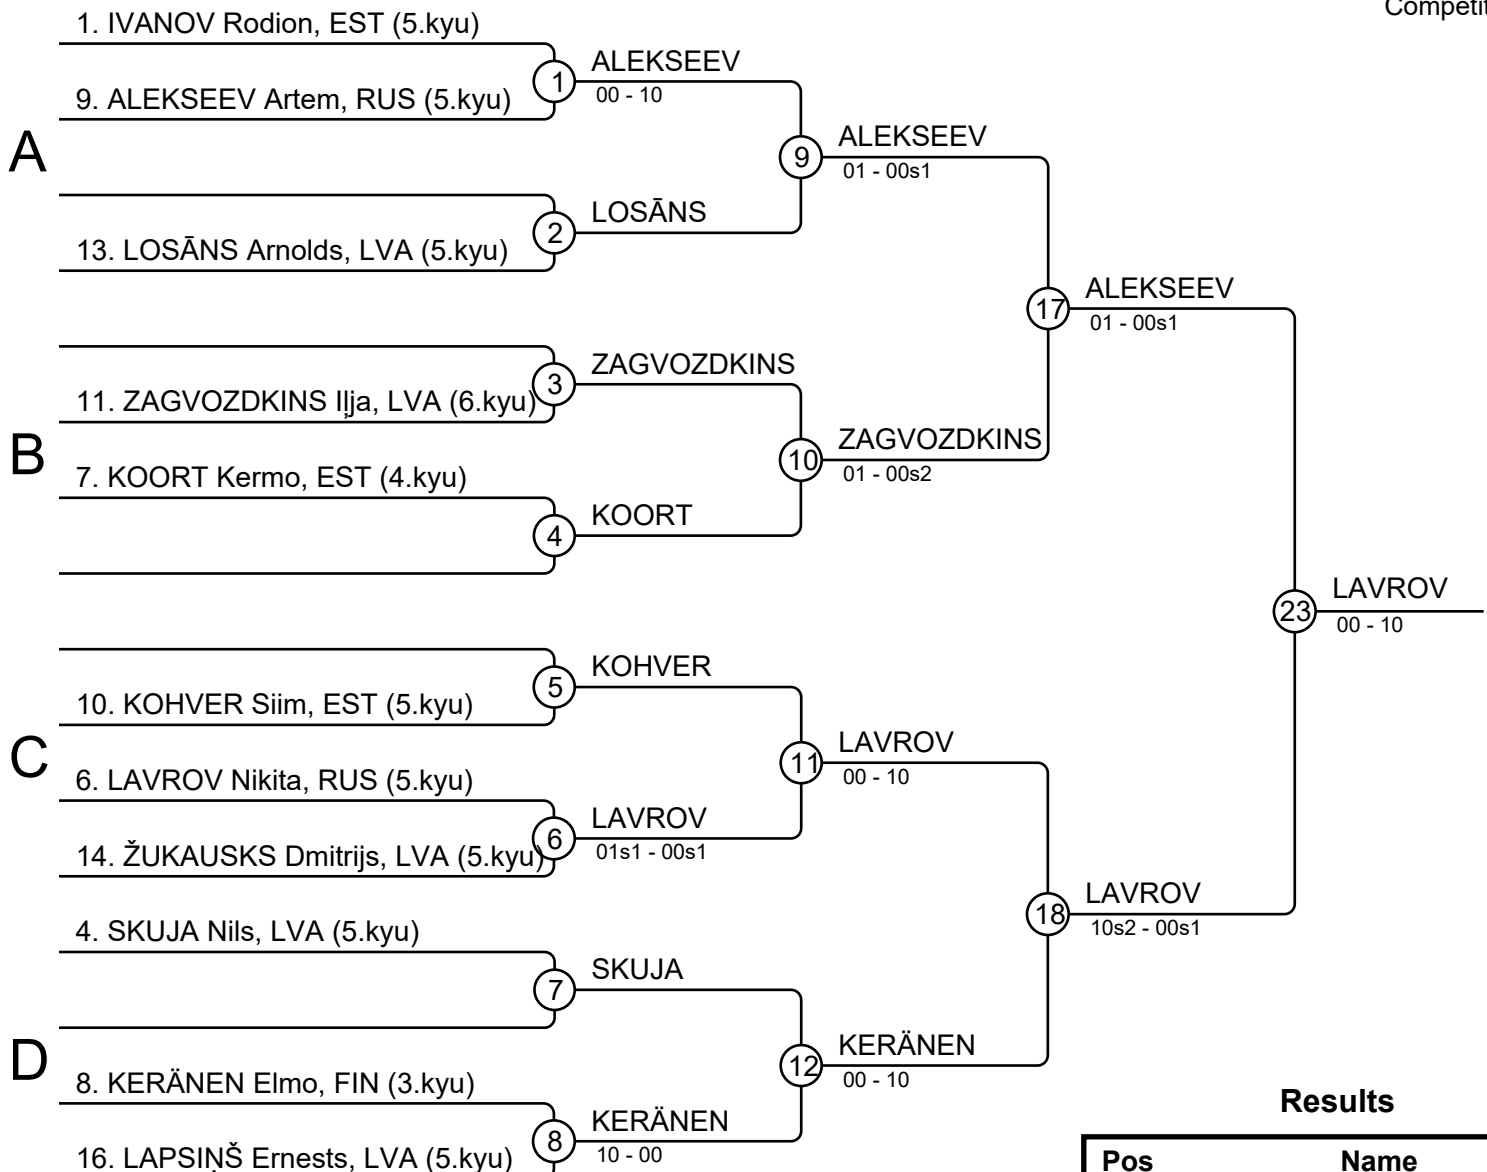 Competit
1. IVANOV Rodion, EST (5.kyu)
9. ALEKSEEV Artem, RUS (5.kyu)
1
ALEKSEEV
00 - 10
A
13. LOSĀNS Arnolds, LVA (5.kyu)
2
LOSĀNS
9
ALEKSEEV
01 - 00s1
11. ZAGVOZDKINS Iļja, LVA (6.kyu)
3
ZAGVOZDKINS
B
7. KOORT Kermo, EST (4.kyu)
4
KOORT
10
ZAGVOZDKINS
01 - 00s2
17
ALEKSEEV
01 - 00s1
10. KOHVER Siim, EST (5.kyu)
5
KOHVER
C
6. LAVROV Nikita, RUS (5.kyu)
14. ŽUKAUSKS Dmitrijs, LVA (5.kyu)
6
LAVROV
01s1 - 00s1
11
LAVROV
00 - 10
4. SKUJA Nils, LVA (5.kyu)
7
SKUJA
D
8. KERÄNEN Elmo, FIN (3.kyu)
16. LAPSIŅŠ Ernests, LVA (5.kyu)
8
KERÄNEN
10 - 00
12
KERÄNEN
00 - 10
18
LAVROV
10s2 - 00s1
23
LAVROV
00 - 10
Results
Pos Name